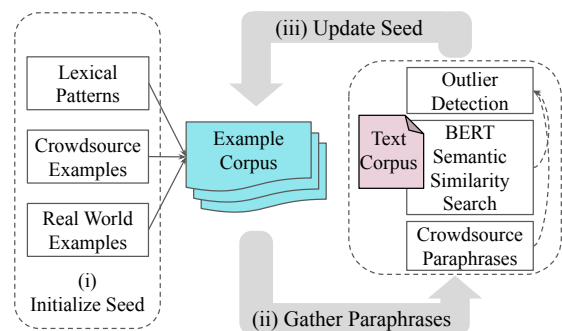 (iii) Update Seed
Lexical
Patterns
Crowdsource
Examples
Real World
Examples
(i)
Initialize Seed
Example
Corpus
Text
Corpus
Outlier
Detection
BERT
Semantic
Similarity
Search
Crowdsource
Paraphrases
(ii) Gather Paraphrases